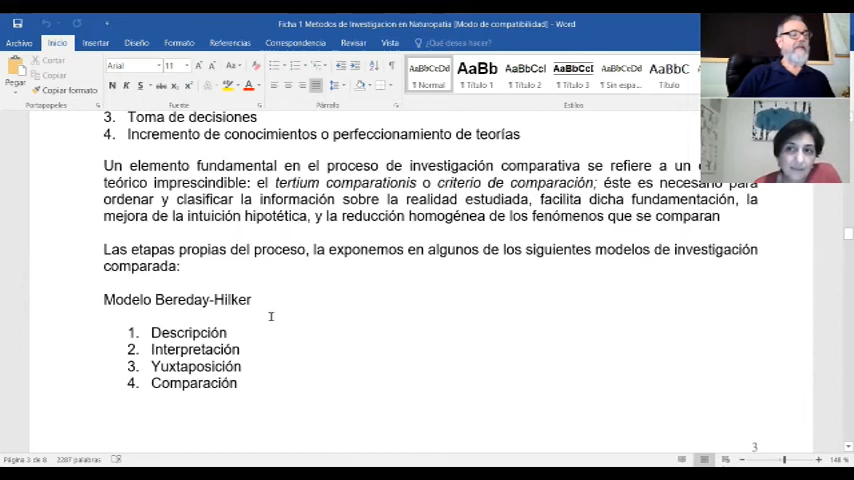 Ficha 1 Metodos de Investigacion en Naturopatia [Modo de compatibilidad] - Word
Archivo Inicio Insertar Diseño Formato Referencias Correspondencia Revisar Vista ¿Qué desea hacer?
Pegar
Cortar
Copiar
Copiar formato
Portapapeles
Arial 11
N K S abc x₂ x²
Fuente
Párrafo
AaBbCcDd AaBb AaBbCcI AaBbCcI AaBbCcDd AaBbC
¶ Normal Título 1 ¶ Título 2 ¶ Título 3 ¶ Sin espa... Título
Estilos
3. Toma de decisiones
4. Incremento de conocimientos o perfeccionamiento de teorías
Un elemento fundamental en el proceso de investigación comparativa se refiere a un
teórico imprescindible: el tertium comparationis o criterio de comparación; éste es necesario para
ordenar y clasificar la información sobre la realidad estudiada, facilita dicha fundamentación, la
mejora de la intuición hipotética, y la reducción homogénea de los fenómenos que se comparan
Las etapas propias del proceso, la exponemos en algunos de los siguientes modelos de investigación
comparada:
Modelo Bereday-Hilker
1. Descripción
2. Interpretación
3. Yuxtaposición
4. Comparación
3
Página 3 de 8 2287 palabras 148 %